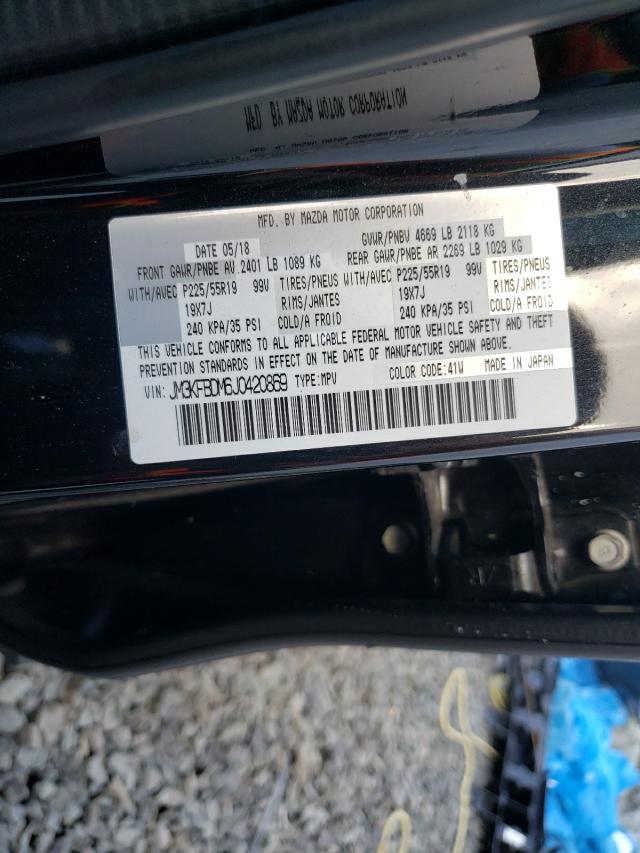 MFD. BY MAZDA MOTOR CORPORATION
MFD. BY MAZDA MOTOR CORPORATION
DATE 05/18 GVWR/PNBV 4669 LB 2118 KG
FRONT GAWR/PNBE AV 2401 LB 1089 KG REAR GAWR/PNBE AR 2269 LB 1029 KG
WITH/AVEC P225/55R19 99V TIRES/PNEUS WITH/AVEC P225/55R19 99V TIRES/PNEUS
19X7J RIMS/JANTES 19X7J RIMS/JANTES
240 KPA/35 PSI COLD/A FROID 240 KPA/35 PSI COLD/A FROID
THIS VEHICLE CONFORMS TO ALL APPLICABLE FEDERAL MOTOR VEHICLE SAFETY AND THEFT
PREVENTION STANDARDS IN EFFECT ON THE DATE OF MANUFACTURE SHOWN ABOVE.
VIN: JM3KFBDM6J0420869 TYPE:MPV COLOR CODE:41W MADE IN JAPAN